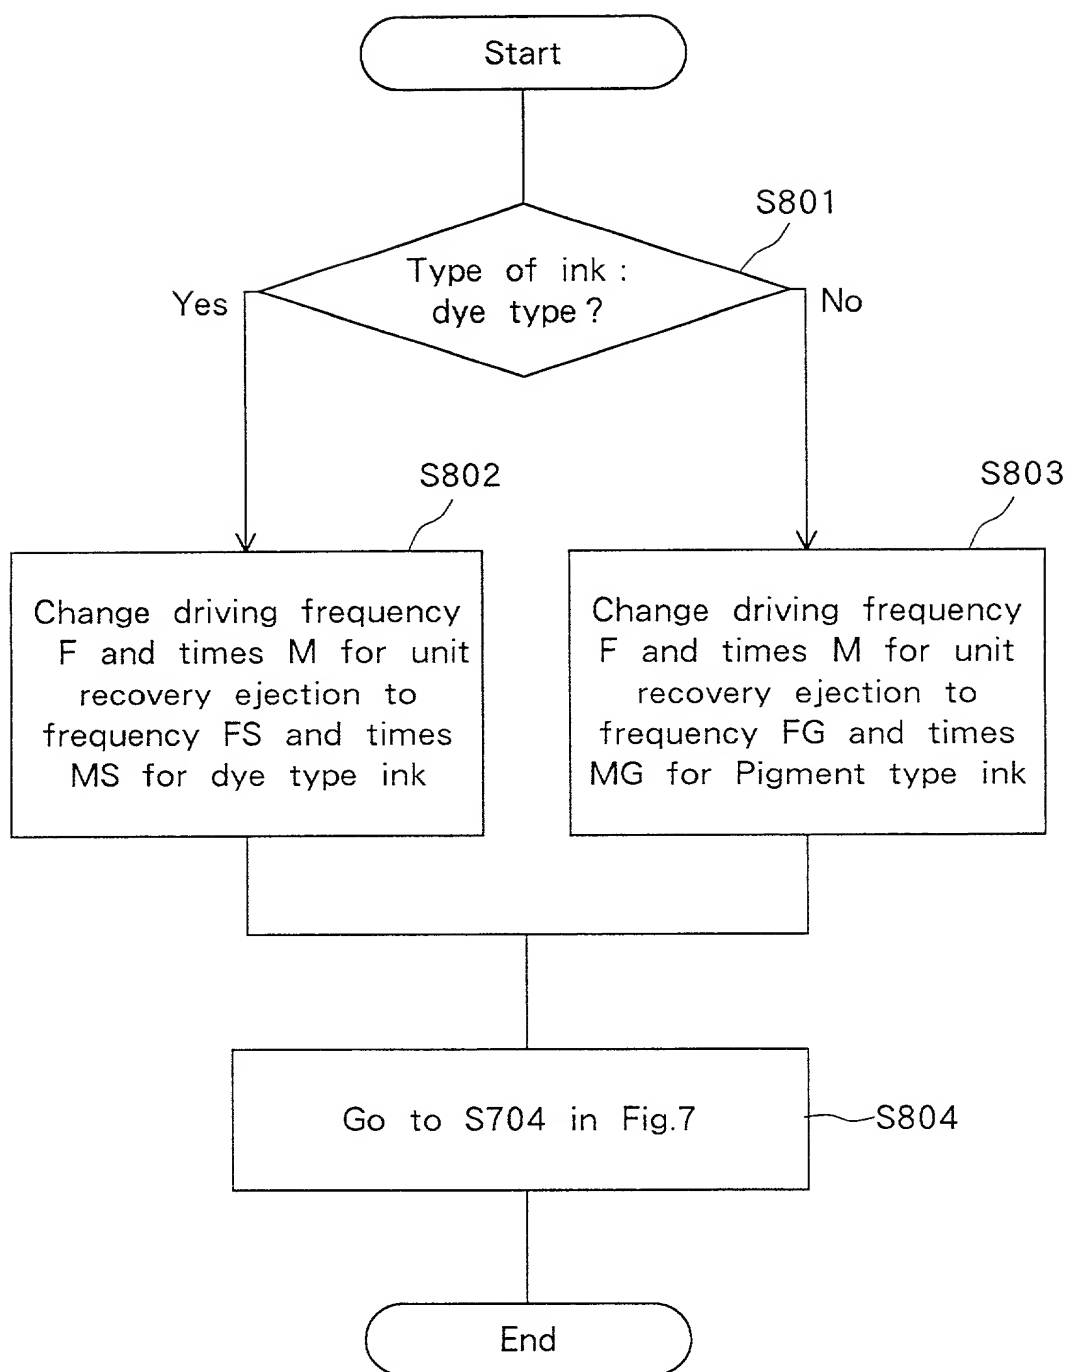 Start
S801
Type of ink :
dye type ?
Yes
No
S802
S803
Change driving frequency
F and times M for unit
recovery ejection to
frequency FS and times
MS for dye type ink
Change driving frequency
F and times M for unit
recovery ejection to
frequency FG and times
MG for Pigment type ink
Go to S704 in Fig.7
S804
End